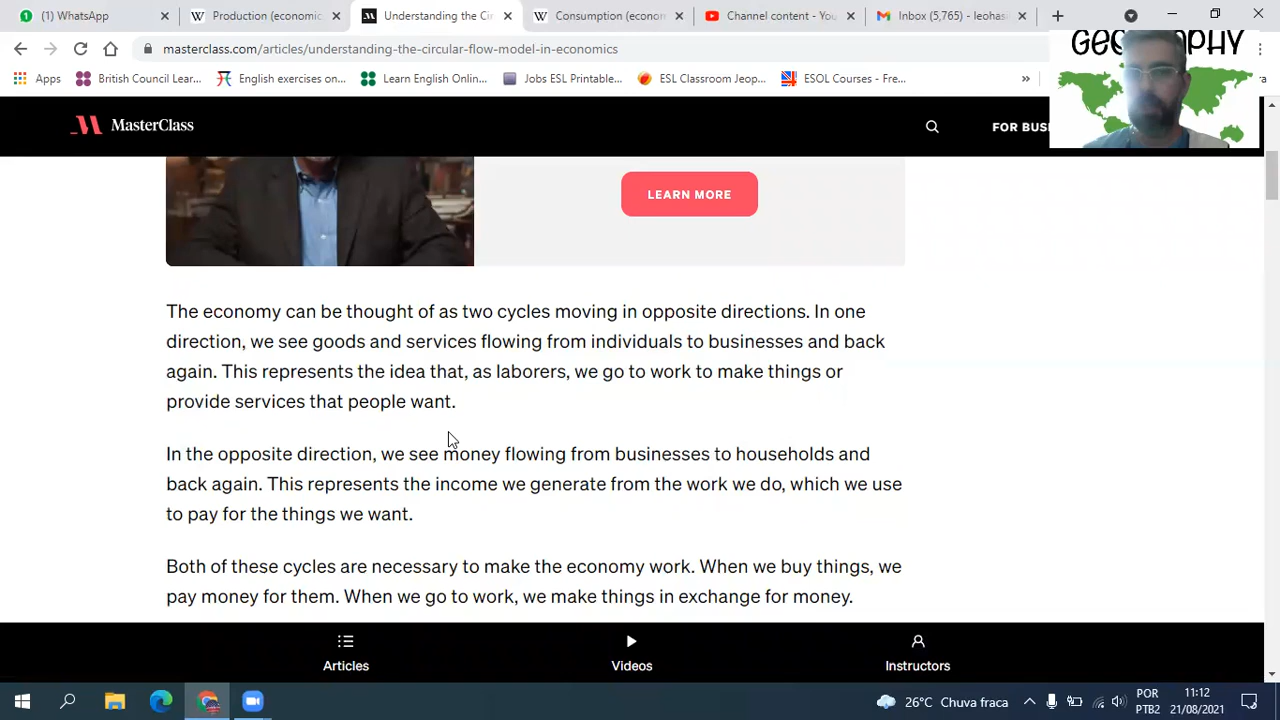 (1) WhatsApp
Production (economic
Understanding the Cir
Consumption (econom
Channel content - You
Inbox (5,765) - leohas
masterclass.com/articles/understanding-the-circular-flow-model-in-economics
GEOGRAPHY
Apps
British Council Lear...
English exercises on...
Learn English Onlin...
Jobs ESL Printable...
ESL Classroom Jeop...
ESOL Courses - Fre...
MasterClass
FOR BUS
LEARN MORE
The economy can be thought of as two cycles moving in opposite directions. In one
direction, we see goods and services flowing from individuals to businesses and back
again. This represents the idea that, as laborers, we go to work to make things or
provide services that people want.
In the opposite direction, we see money flowing from businesses to households and
back again. This represents the income we generate from the work we do, which we use
to pay for the things we want.
Both of these cycles are necessary to make the economy work. When we buy things, we
pay money for them. When we go to work, we make things in exchange for money.
Articles
Videos
Instructors
26°C Chuva fraca
POR
PTB2
11:12
21/08/2021